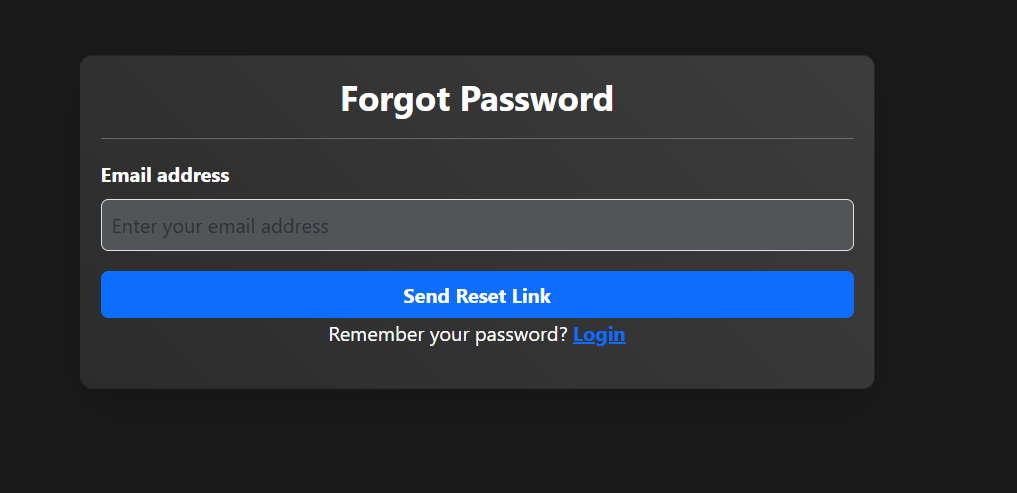 Forgot Password
Email address
Enter your email address
Send Reset Link
Remember your password? Login